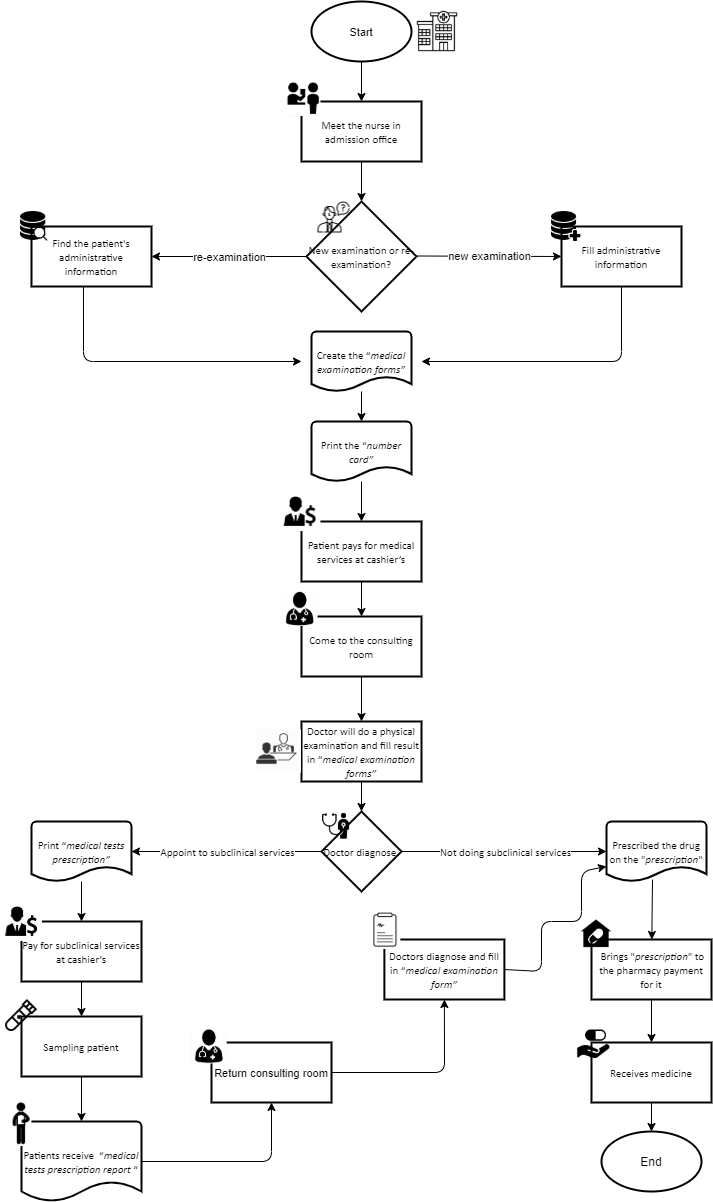 Start
Meet the nurse in
admission office
New examination or re
examination?
re-examination
new examination
Find the patient's
administrative
information
Fill administrative
information
Create the “medical
examination forms”
Print the “number
card”
Patient pays for medical
services at cashier’s
Come to the consulting
room
Doctor will do a physical
examination and fill result
in “medical examination
forms”
Doctor diagnose
Appoint to subclinical services
Not doing subclinical services
Print “medical tests
prescription”
Prescribed the drug
on the "prescription"
Pay for subclinical services
at cashier’s
Doctors diagnose and fill
in “medical examination
form”
Brings "prescription" to
the pharmacy payment
for it
Sampling patient
Return consulting room
Receives medicine
Patients receive “medical
tests prescription report “
End